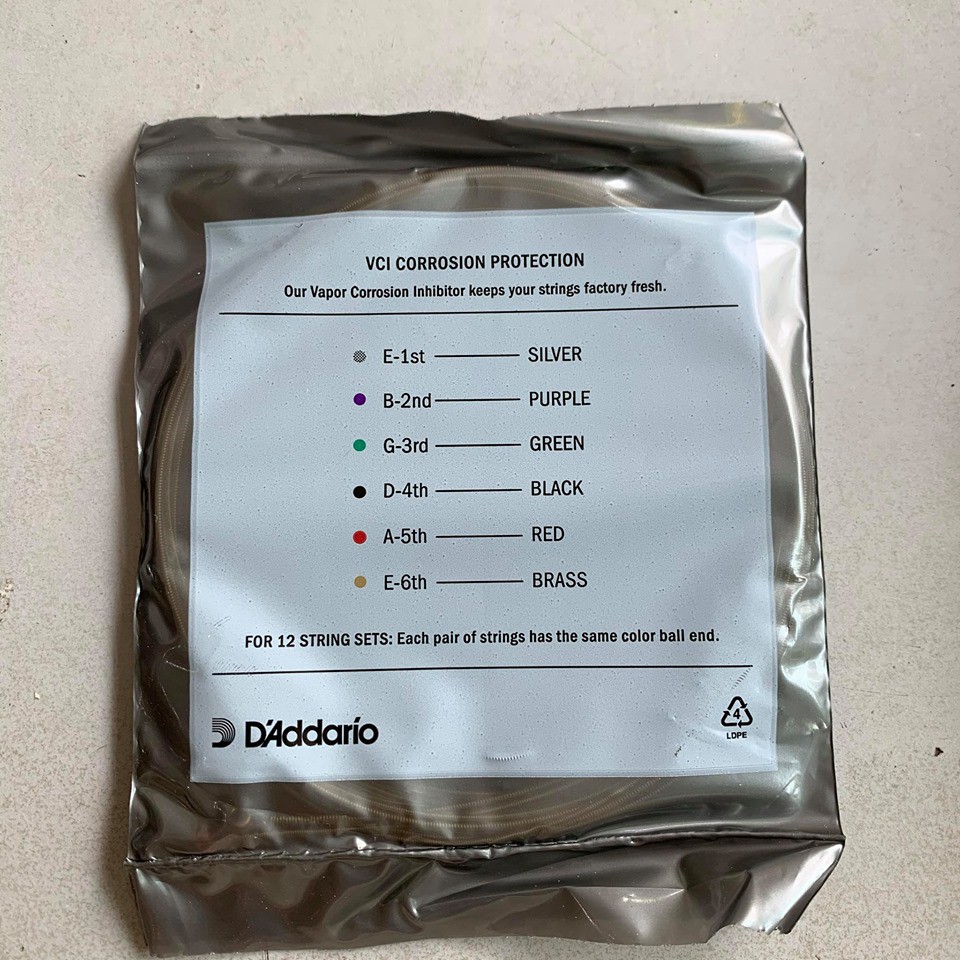 VCI CORROSION PROTECTION
Our Vapor Corrosion Inhibitor keeps your strings factory fresh.
E-1st SILVER
B-2nd PURPLE
G-3rd GREEN
D-4th BLACK
A-5th RED
E-6th BRASS
FOR 12 STRING SETS: Each pair of strings has the same color ball end.
D'Addario
4
LDPE